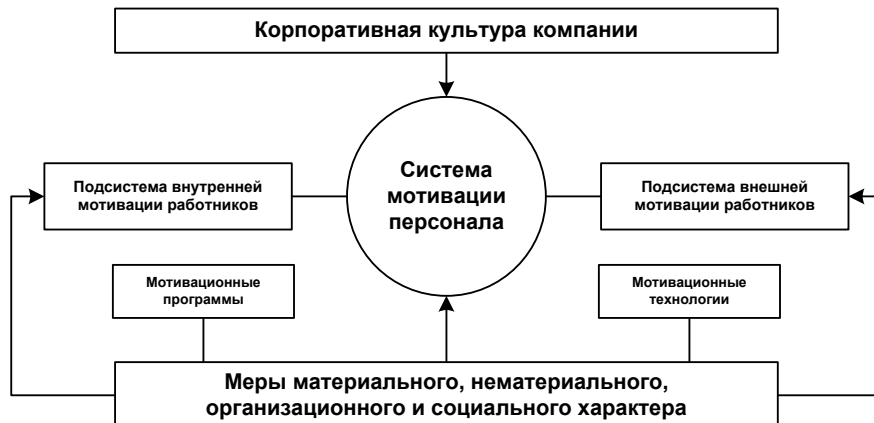 Корпоративная культура компании
Система
мотивации
персонала
Подсистема внутренней
мотивации работников
Подсистема внешней
мотивации работников
Мотивационные
программы
Мотивационные
технологии
Меры материального, нематериального,
организационного и социального характера